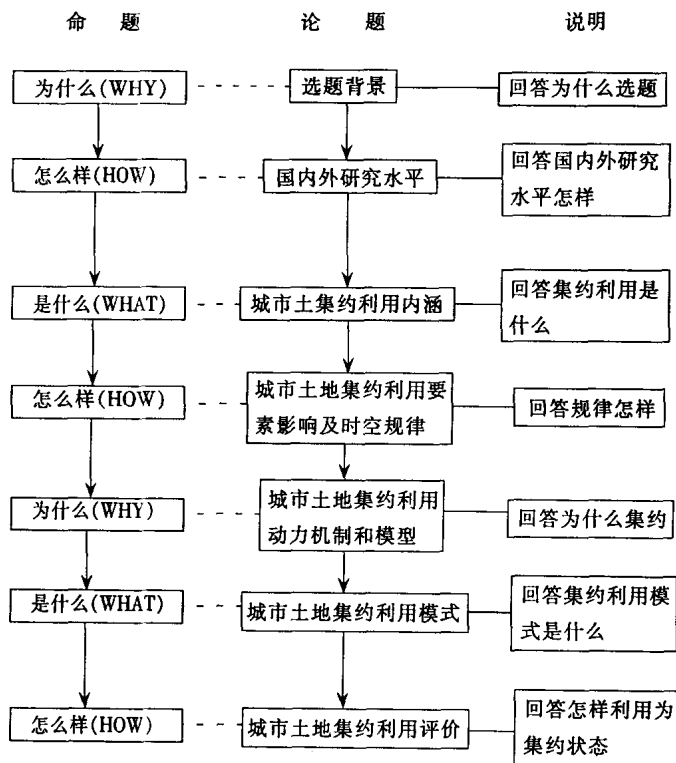 命 题 论 题 说明
为什么(WHY) 选题背景 回答为什么选题
怎么样(HOW) 国内外研究水平 回答国内外研究
水平怎样
是什么(WHAT) 城市土集约利用内涵 回答集约利用是
什么
怎么样(HOW) 城市土地集约利用要
素影响及时空规律 回答规律怎样
为什么(WHY) 城市土地集约利用
动力机制和模型 回答为什么集约
是什么(WHAT) 城市土地集约利用模式 回答集约利用模
式是什么
怎么样(HOW) 城市土地集约利用评价 回答怎样利用为
集约状态